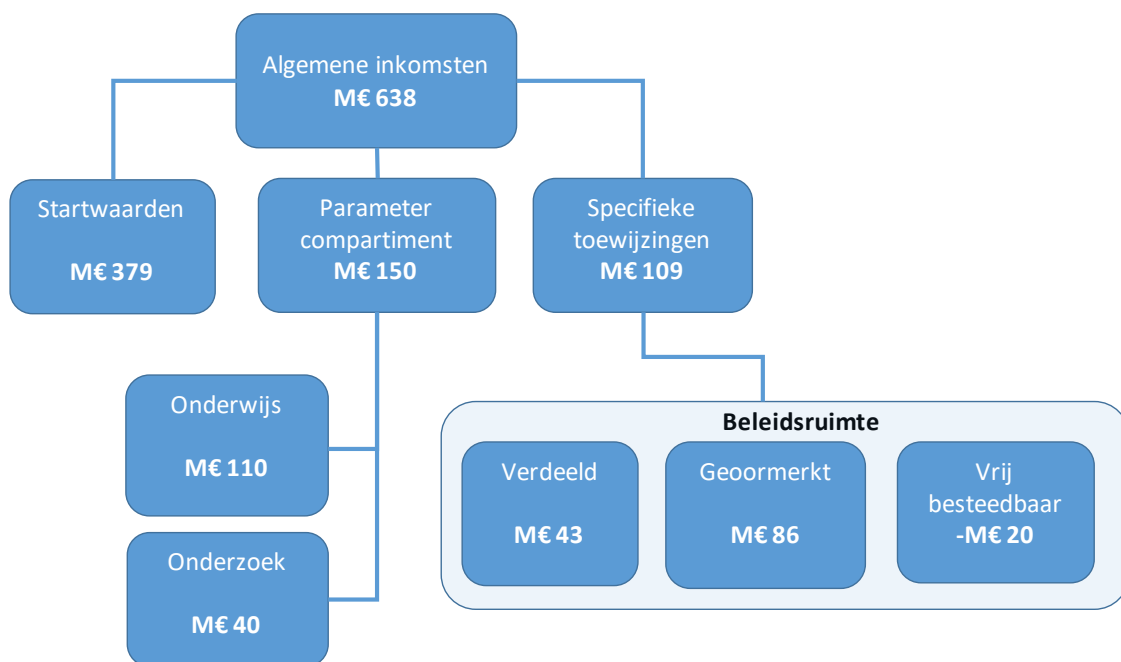 Algemene inkomsten
M€ 638
Startwaarden
M€ 379
Parameter
compartiment
M€ 150
Specifieke
toewijzingen
M€ 109
Onderwijs
M€ 110
Onderzoek
M€ 40
Beleidsruimte
Verdeeld
M€ 43
Geoormerkt
M€ 86
Vrij
besteedbaar
-M€ 20